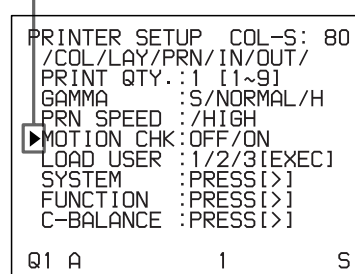 PRINTER SETUP COL-S: 80
/COL/LAY/PRN/IN/OUT/
PRINT QTY.:1 [1~9]
GAMMA :S/NORMAL/H
PRN SPEED :/HIGH
▶MOTION CHK:OFF/ON
LOAD USER :1/2/3[EXEC]
SYSTEM :PRESS[>]
FUNCTION :PRESS[>]
C-BALANCE :PRESS[>]
Q1 A 1 S